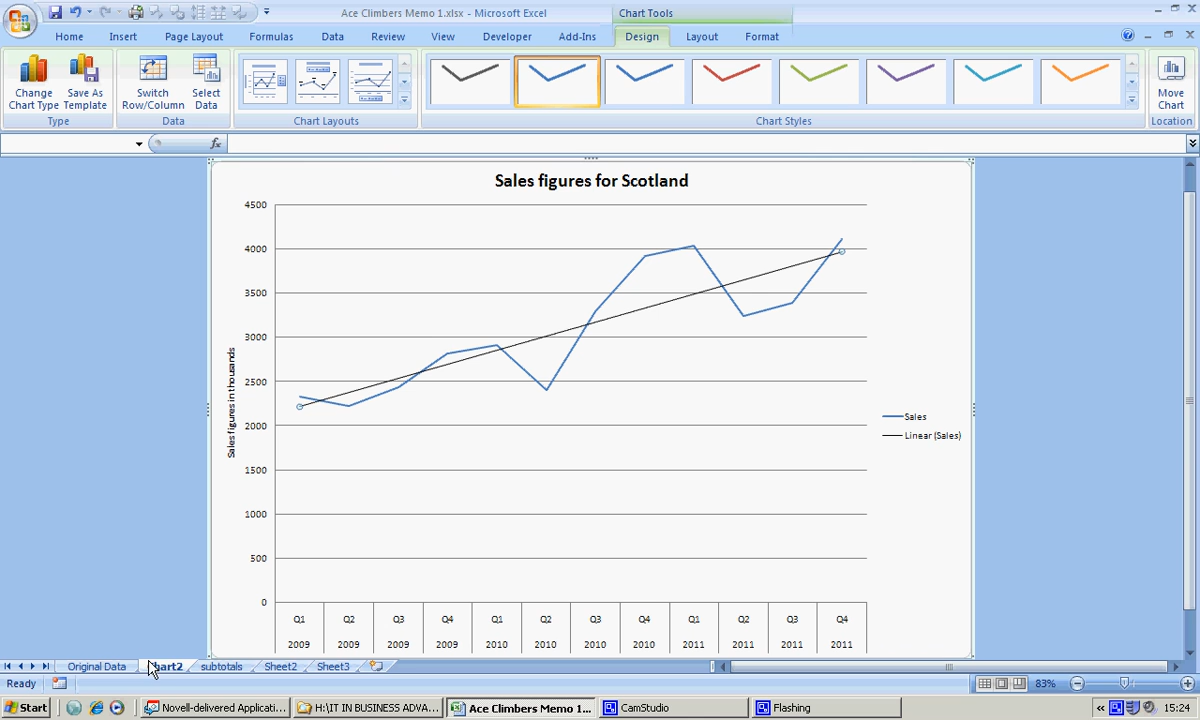 Ace Climbers Memo 1.xlsx - Microsoft Excel
Chart Tools
Home Insert Page Layout Formulas Data Review View Developer Add-Ins Design Layout Format
Change Chart Type
Save As Template
Switch Row/Column
Select Data
Move Chart
Type Data Chart Layouts Chart Styles Location
fx
Sales figures for Scotland
4500
4000
3500
3000
2500
2000
1500
1000
500
0
Sales figures in thousands
Sales
Linear (Sales)
Q1 Q2 Q3 Q4 Q1 Q2 Q3 Q4 Q1 Q2 Q3 Q4
2009 2009 2009 2009 2010 2010 2010 2010 2011 2011 2011 2011
Original Data hart2 subtotals Sheet2 Sheet3
Ready 83%
Start Novell-delivered Applicati... H:\IT IN BUSINESS ADVA... Ace Climbers Memo 1... CamStudio Flashing « 15:24